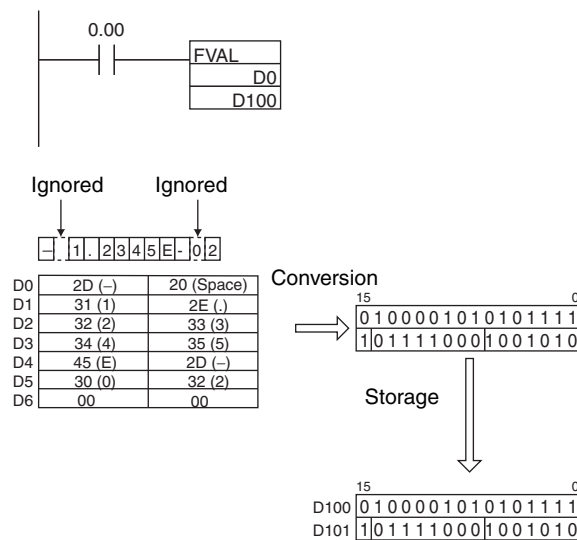 0.00
FVAL
D0
D100
Ignored Ignored
– 1 . 2 3 4 5 E - 0 2
D0 2D (–) 20 (Space)
D1 31 (1) 2E (.)
D2 32 (2) 33 (3)
D3 34 (4) 35 (5)
D4 45 (E) 2D (–)
D5 30 (0) 32 (2)
D6 00 00
Conversion
15 0
0 1 0 0 0 0 1 0 1 0 1 0 1 1 1 1
1 0 1 1 1 1 0 0 0 1 0 0 1 0 1 0
Storage
15 0
D100 0 1 0 0 0 0 1 0 1 0 1 0 1 1 1 1
D101 1 0 1 1 1 1 0 0 0 1 0 0 1 0 1 0